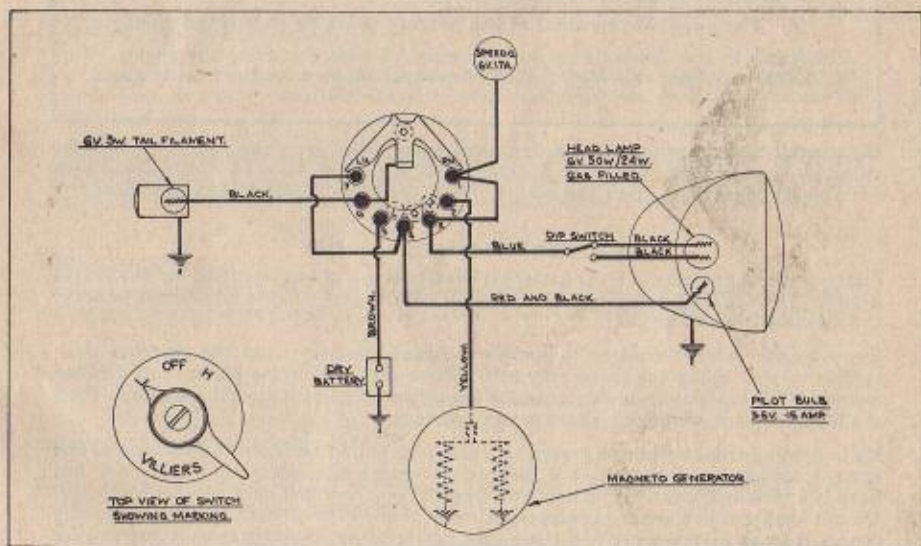 SPEEDO
6V. 17A.
6V. 3W. TAIL FILAMENT.
HEAD LAMP
6V 30W/24W.
GAS FILLED.
BLACK.
DIP SWITCH
BLUE
BLACK
BLACK
RED AND BLACK
BROWN.
YELLOW.
DRY
BATTERY
PILOT BULB
3·5V. ·15 AMP
L OFF H
VILLIERS
TOP VIEW OF SWITCH
SHOWING MARKING.
MAGNETO GENERATOR